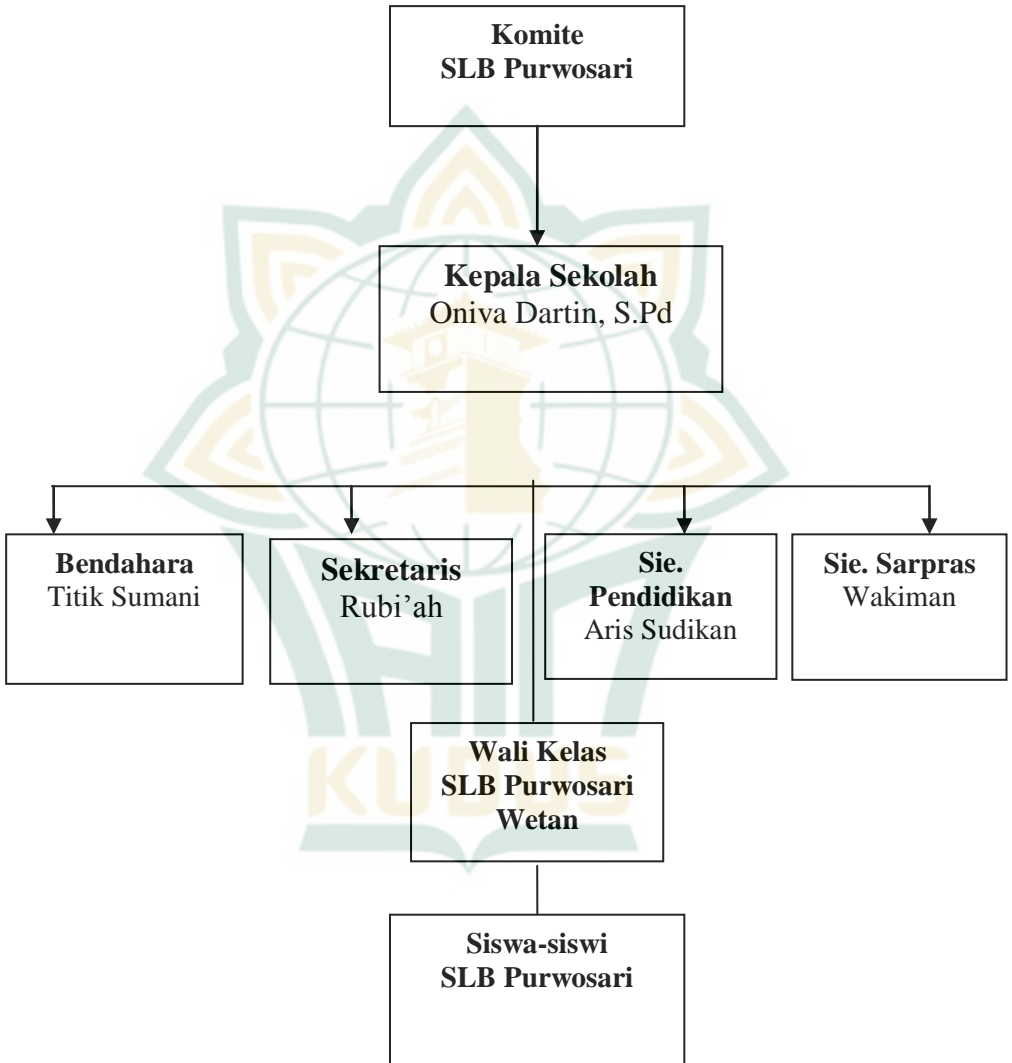 Komite
SLB Purwosari
Kepala Sekolah
Oniva Dartin, S.Pd
Bendahara
Titik Sumani
Sekretaris
Rubi’ah
Sie.
Pendidikan
Aris Sudikan
Sie. Sarpras
Wakiman
Wali Kelas
SLB Purwosari
Wetan
KUDUS
Siswa-siswi
SLB Purwosari